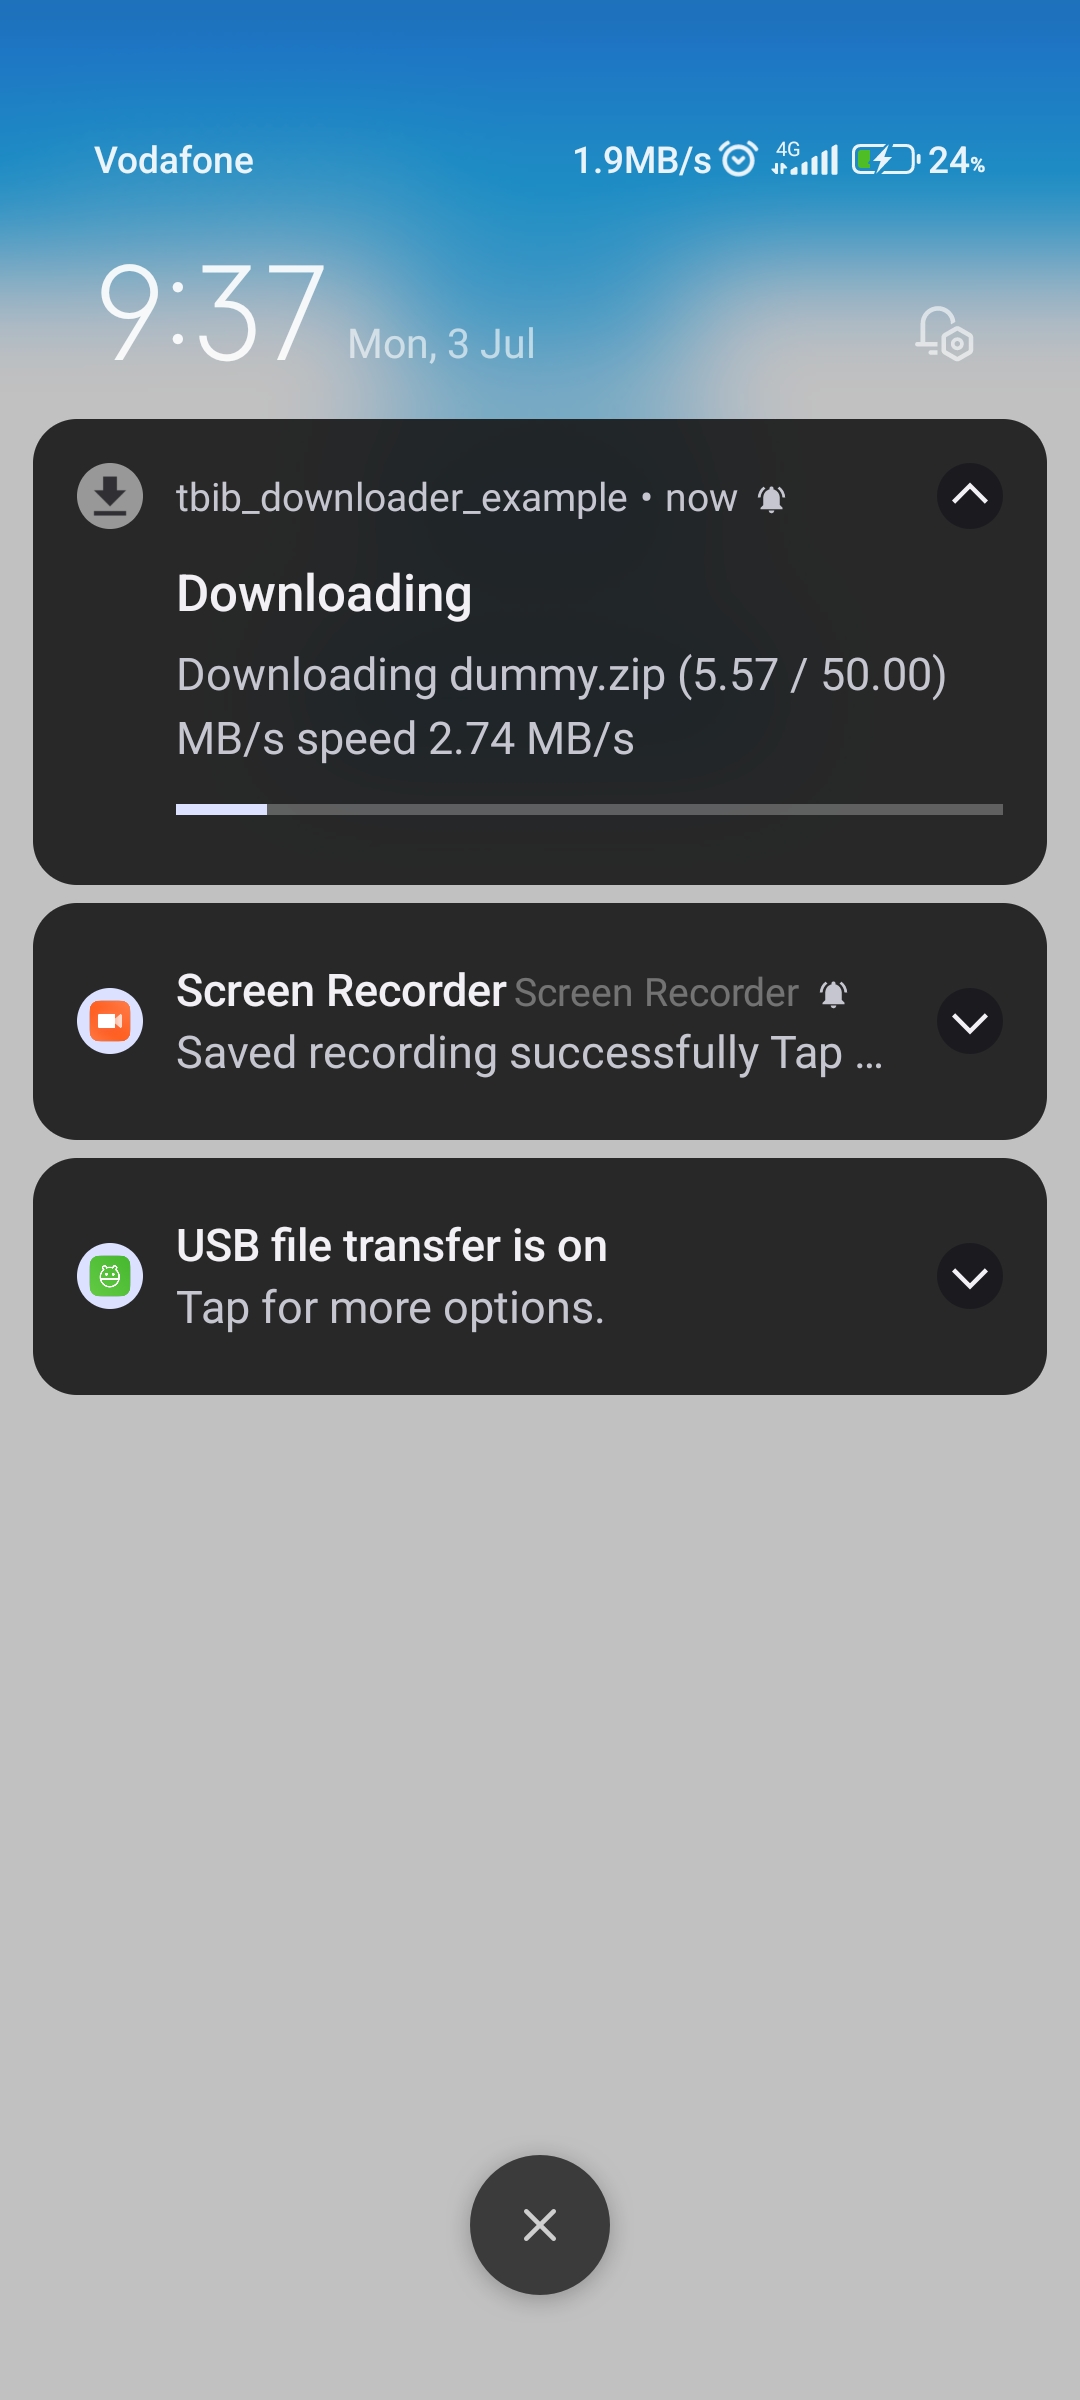 Vodafone 1.9MB/s 4G 24%
9:37 Mon, 3 Jul
tbib_downloader_example • now
Downloading
Downloading dummy.zip (5.57 / 50.00)
MB/s speed 2.74 MB/s
Screen Recorder Screen Recorder
Saved recording successfully Tap ...
USB file transfer is on
Tap for more options.